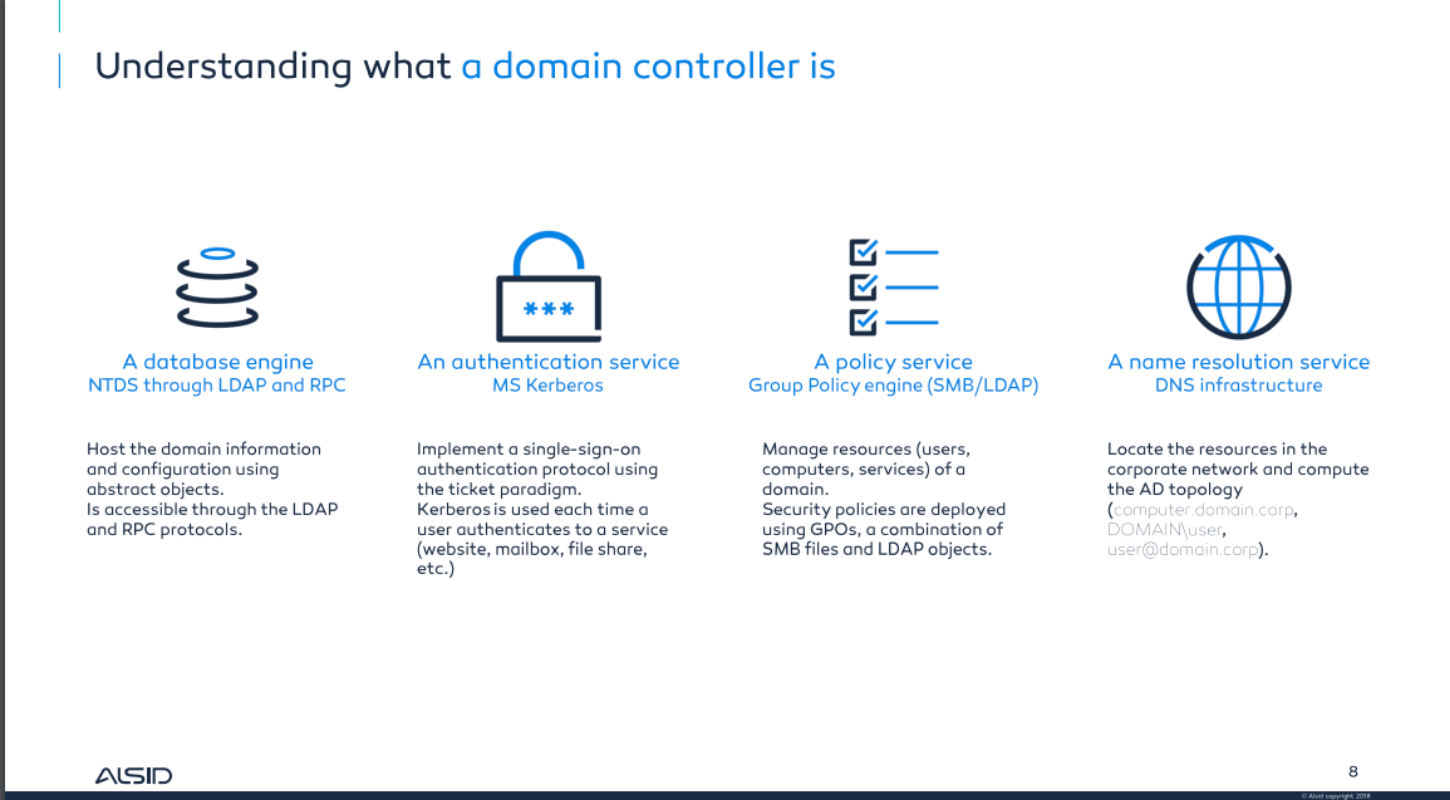 Understanding what a domain controller is
***
A database engine
NTDS through LDAP and RPC
Host the domain information
and configuration using
abstract objects.
Is accessible through the LDAP
and RPC protocols.
An authentication service
MS Kerberos
Implement a single-sign-on
authentication protocol using
the ticket paradigm.
Kerberos is used each time a
user authenticates to a service
(website, mailbox, file share,
etc.)
A policy service
Group Policy engine (SMB/LDAP)
Manage resources (users,
computers, services) of a
domain.
Security policies are deployed
using GPOs, a combination of
SMB files and LDAP objects.
A name resolution service
DNS infrastructure
Locate the resources in the
corporate network and compute
the AD topology
(computer.domain.corp,
DOMAIN\user,
user@domain.corp).
ALSID
8
© Alsid copyright 2018